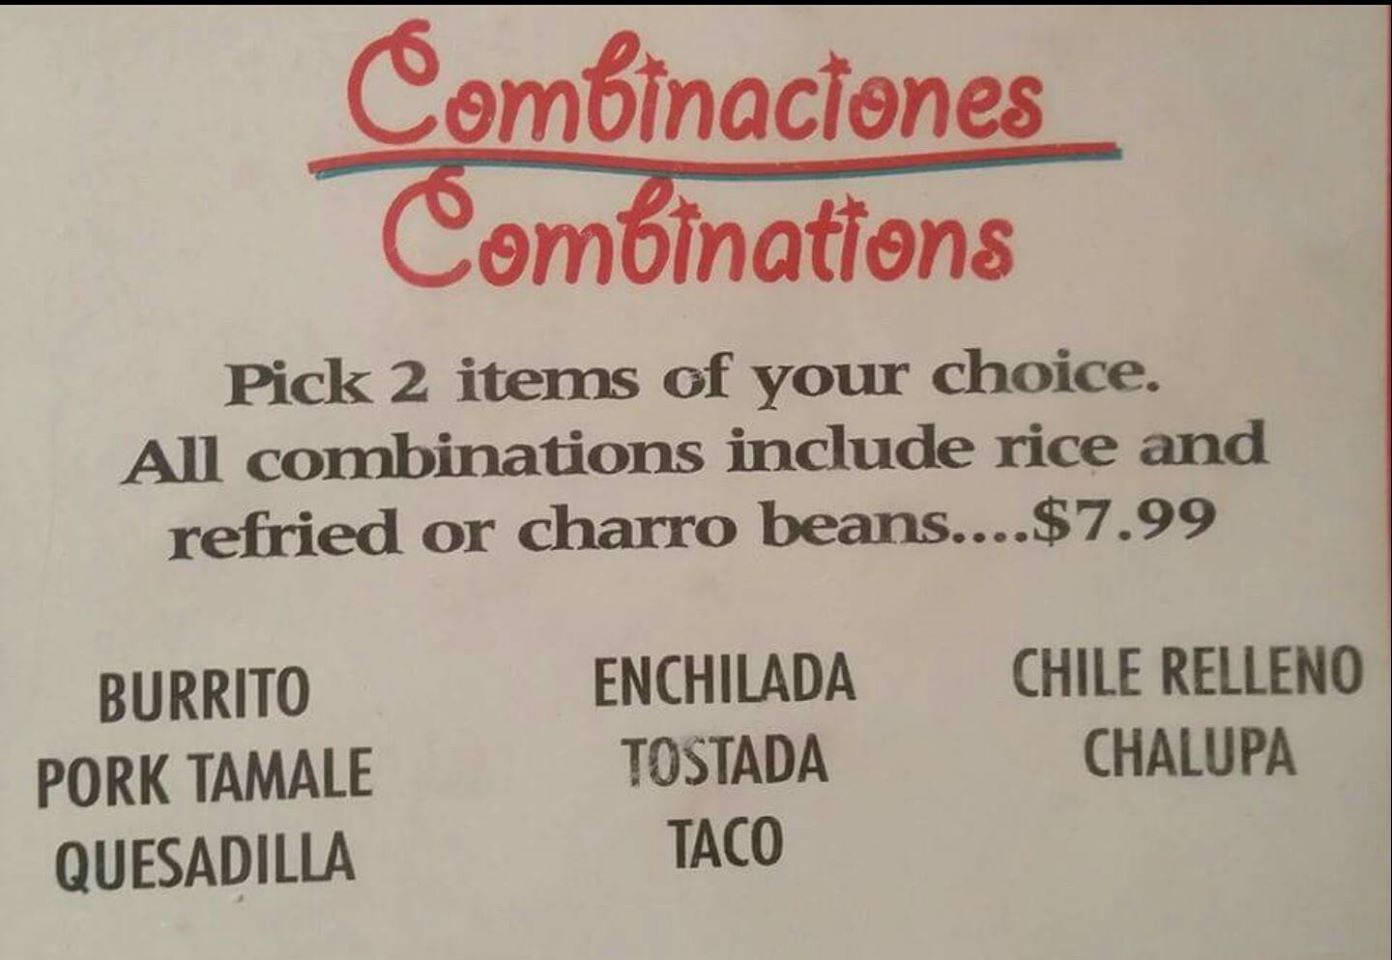 Combinaciones
Combinations
Pick 2 items of your choice.
All combinations include rice and
refried or charro beans....$7.99
BURRITO ENCHILADA CHILE RELLENO
PORK TAMALE TOSTADA CHALUPA
QUESADILLA TACO